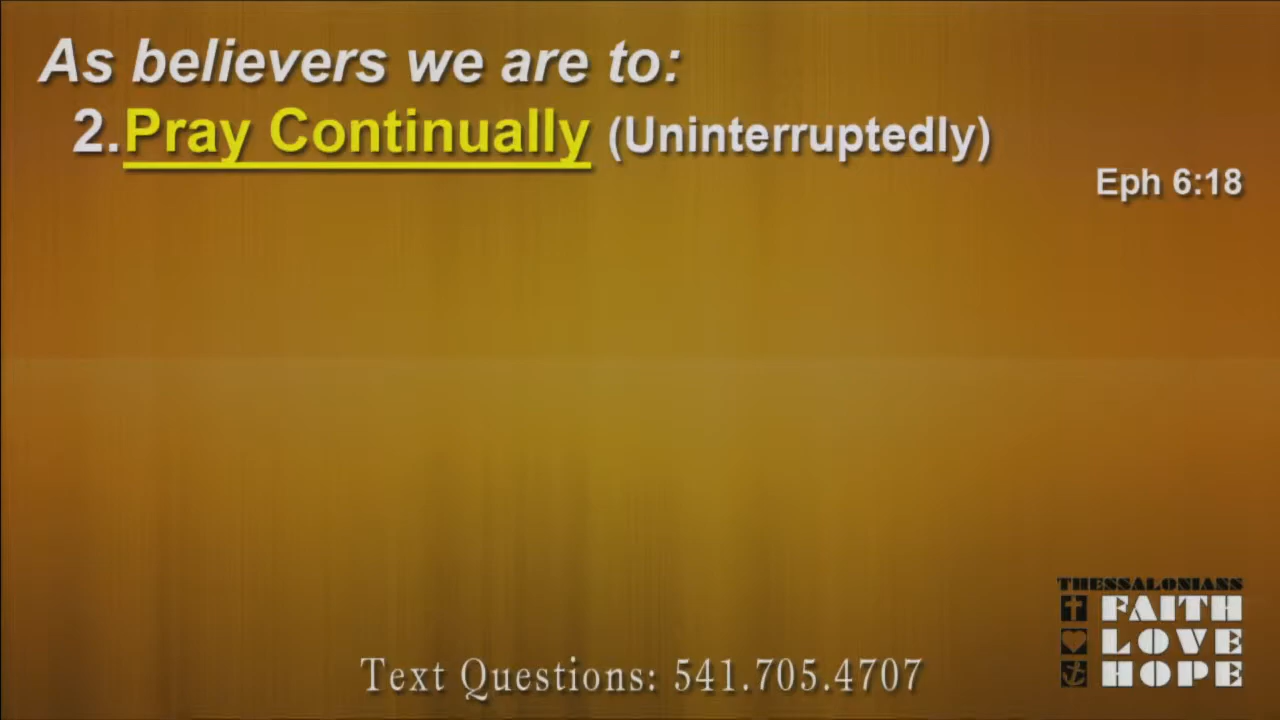 As believers we are to:
2.Pray Continually (Uninterruptedly)
Eph 6:18
THESSALONIANS
FAITH
LOVE
HOPE
Text Questions: 541.705.4707